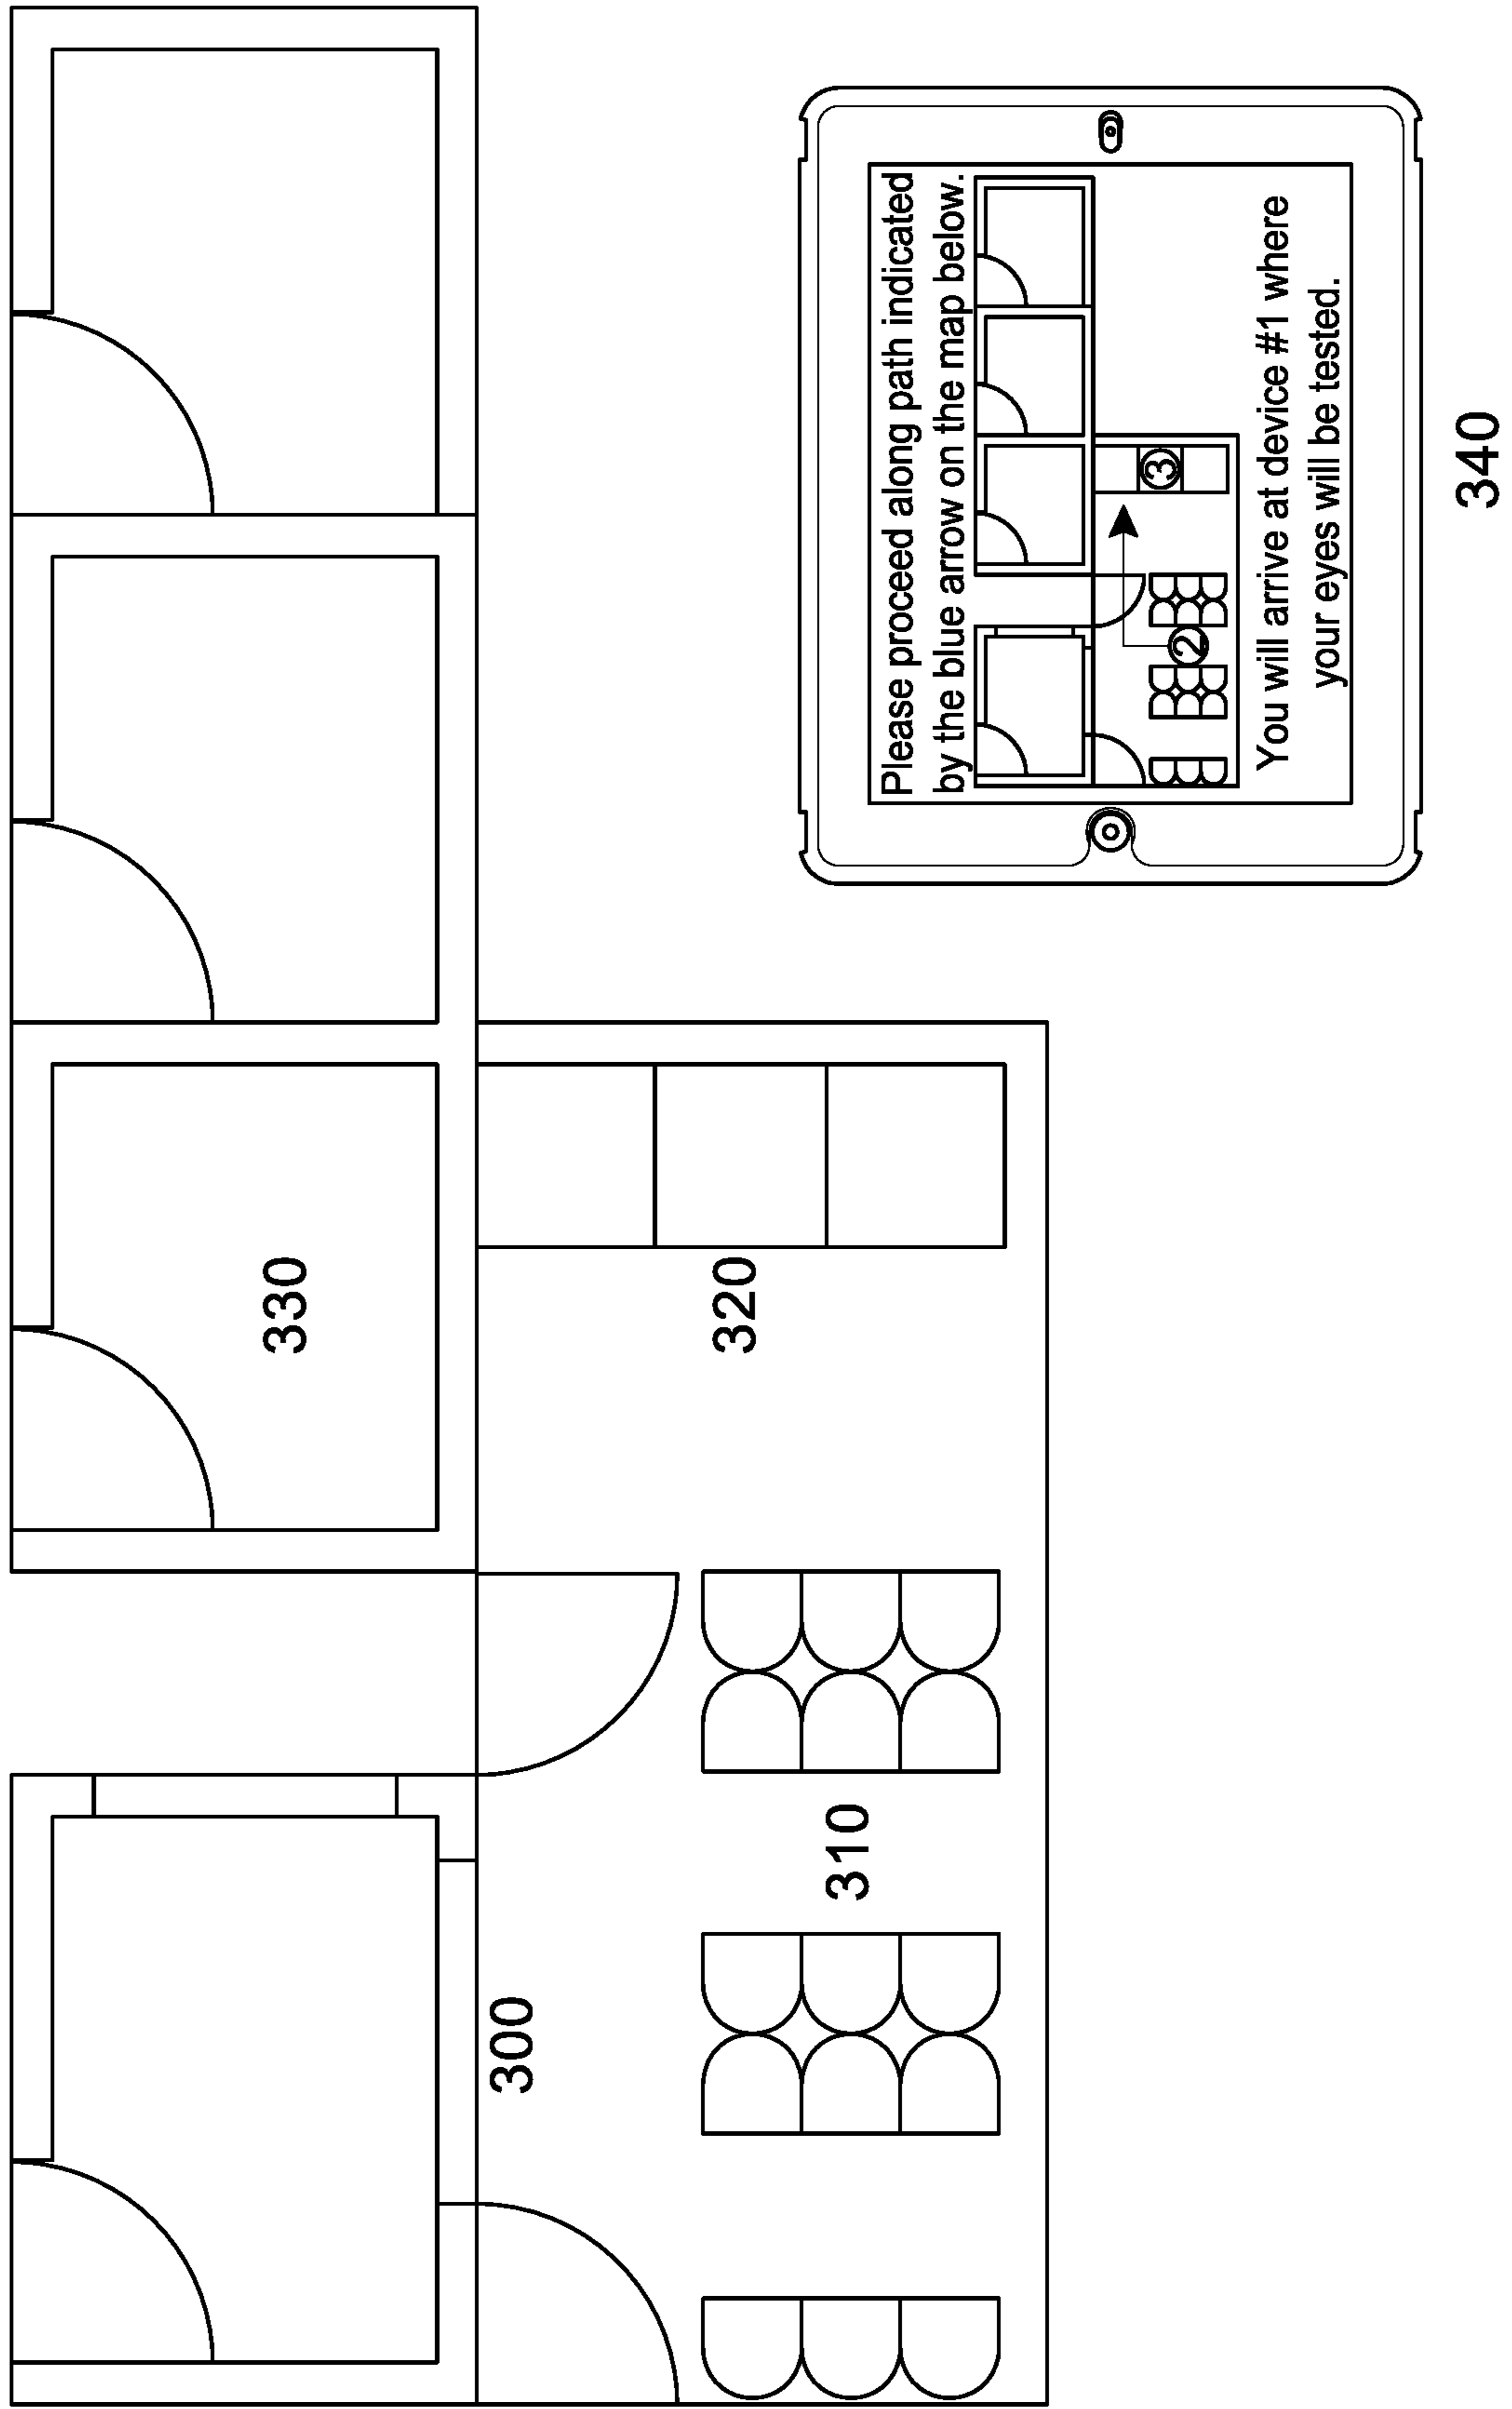 330
300
320
310
Please proceed along path indicated
by the blue arrow on the map below.
3
2
You will arrive at device #1 where
your eyes will be tested.
340